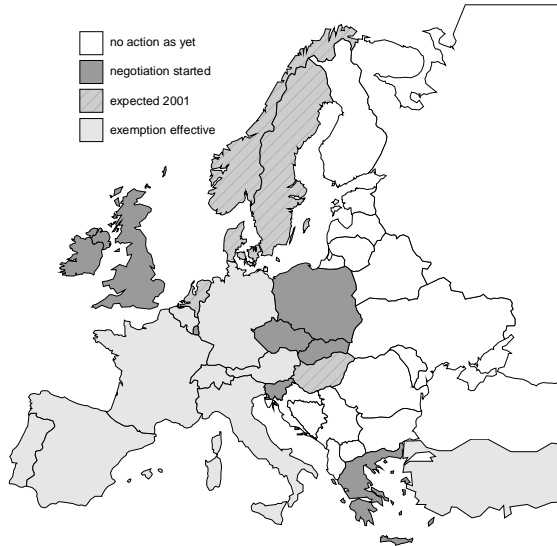 no action as yet
negotiation started
expected 2001
exemption effective